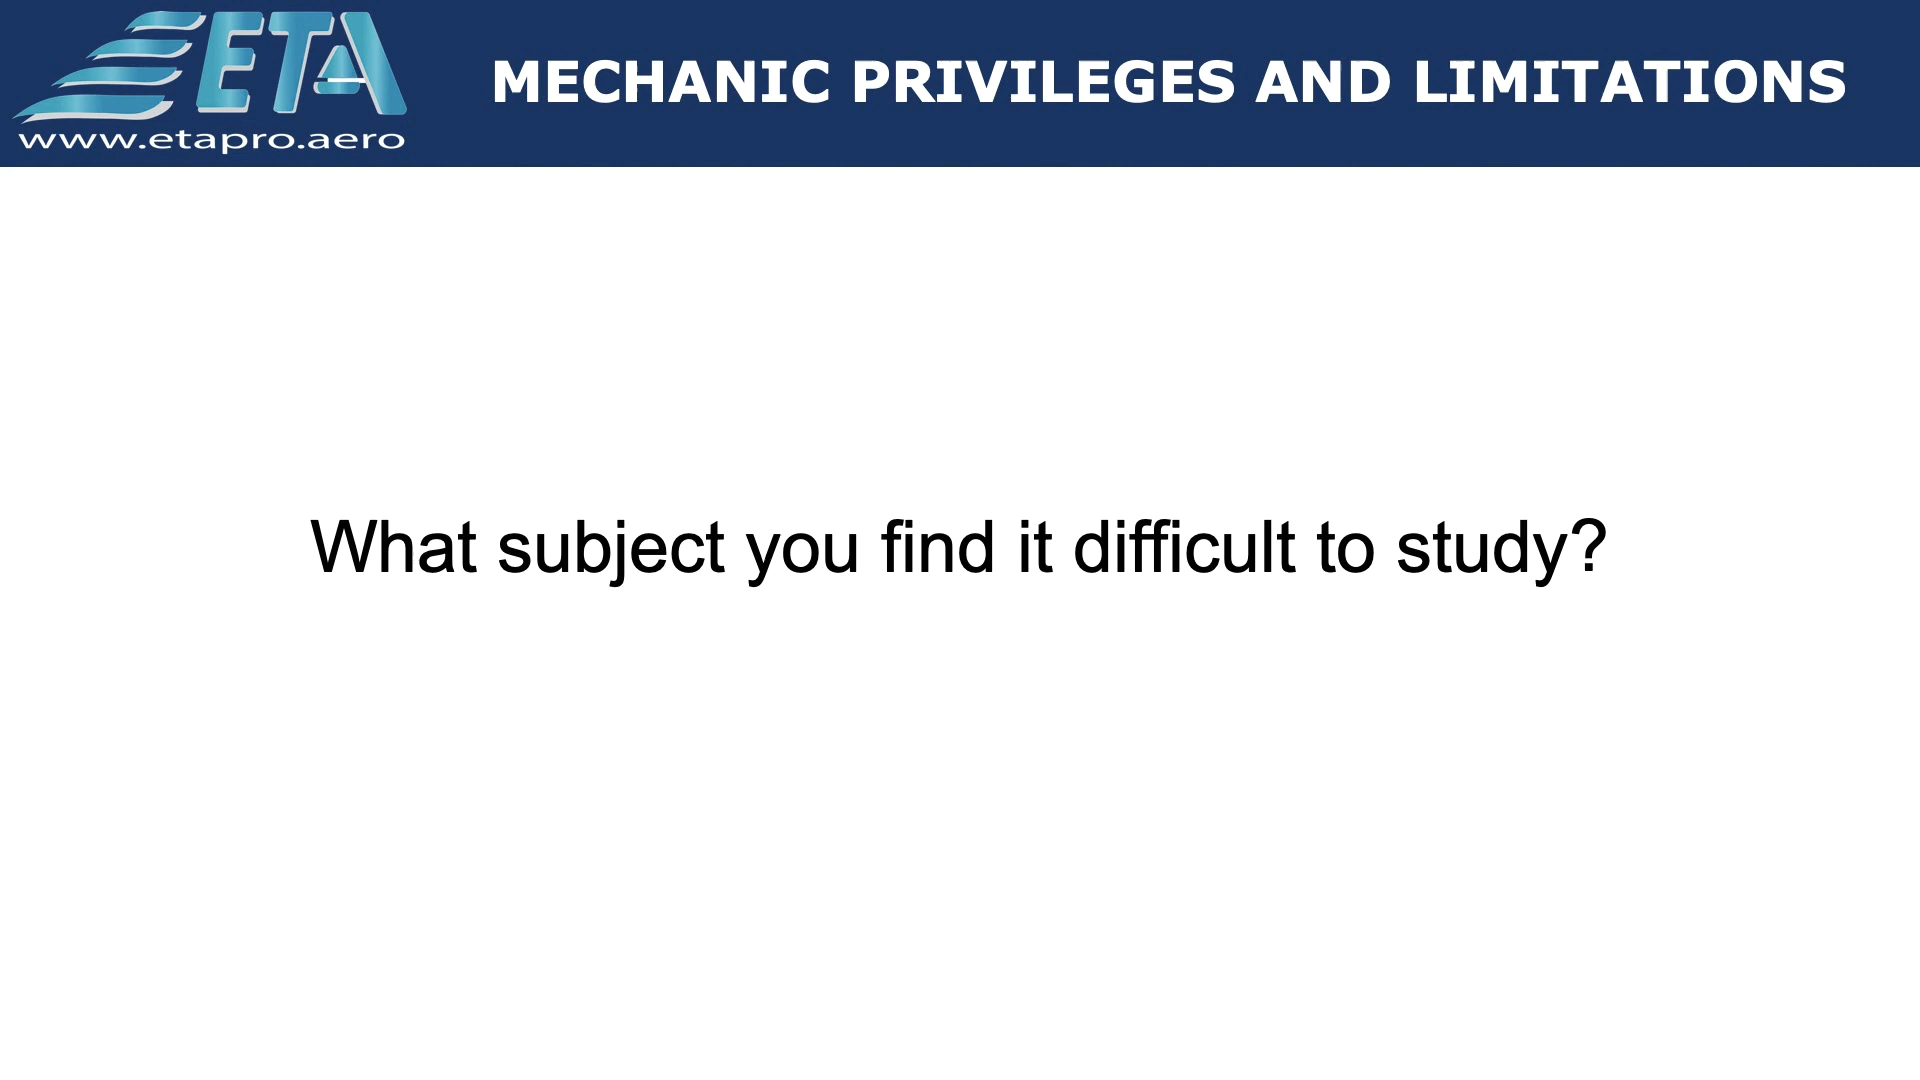 ETA
www.etapro.aero
MECHANIC PRIVILEGES AND LIMITATIONS
What subject you find it difficult to study?